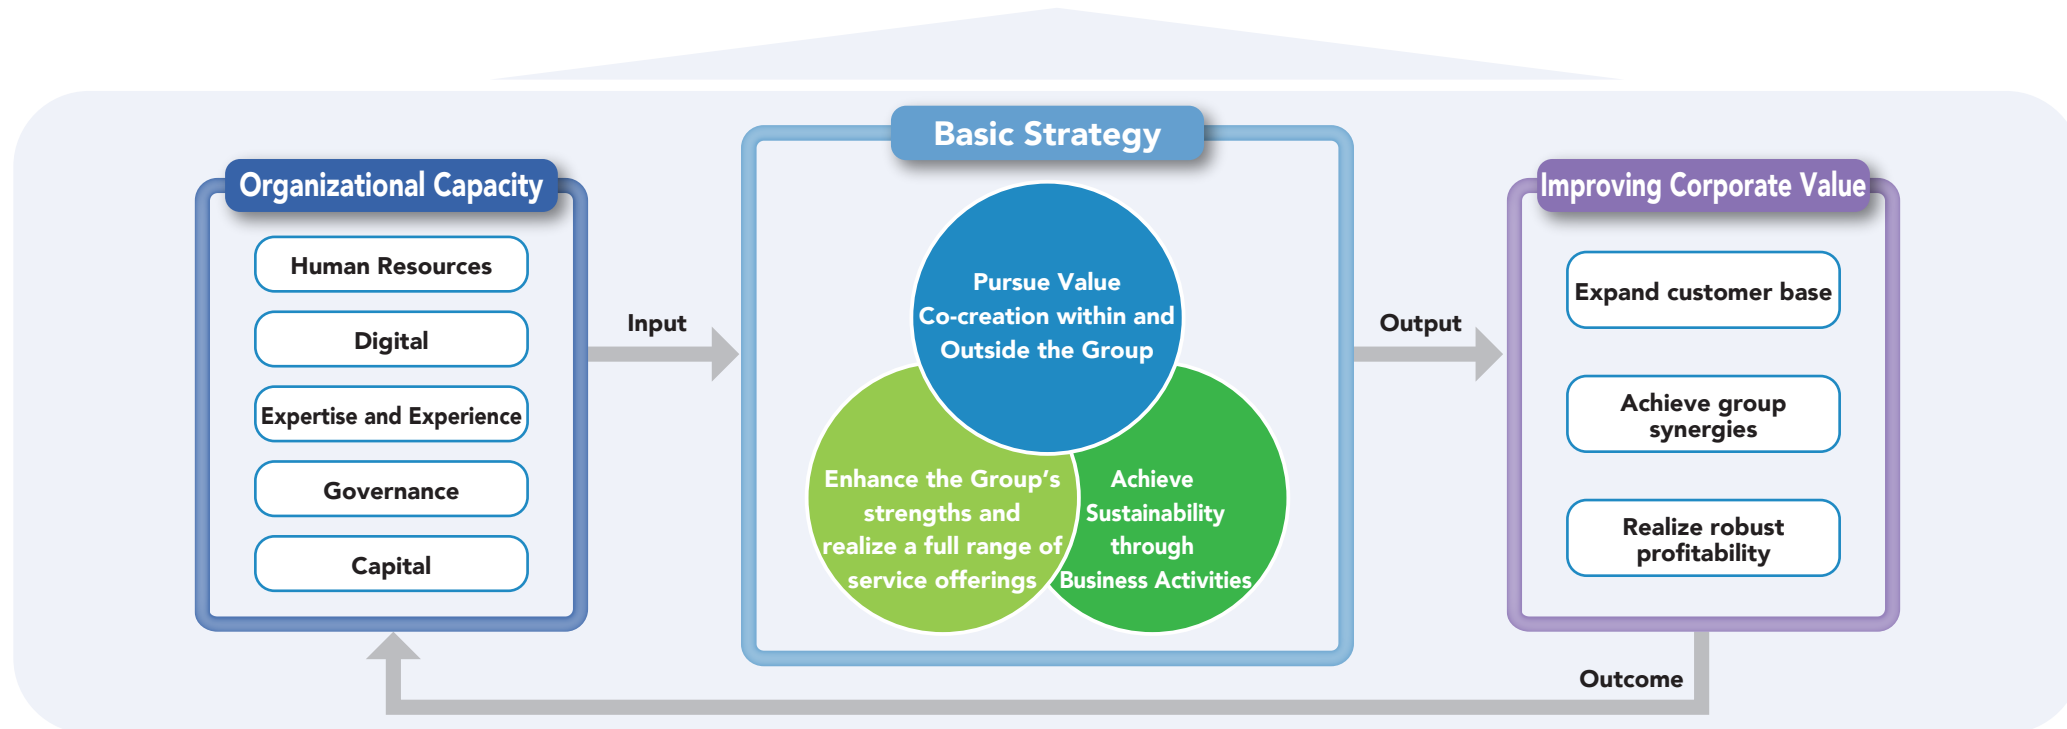 Organizational Capacity
Human Resources
Digital
Expertise and Experience
Governance
Capital
Input
Basic Strategy
Pursue Value
Co-creation within and
Outside the Group
Enhance the Group’s
strengths and
realize a full range of
service offerings
Achieve
Sustainability
through
Business Activities
Output
Improving Corporate Value
Expand customer base
Achieve group
synergies
Realize robust
profitability
Outcome